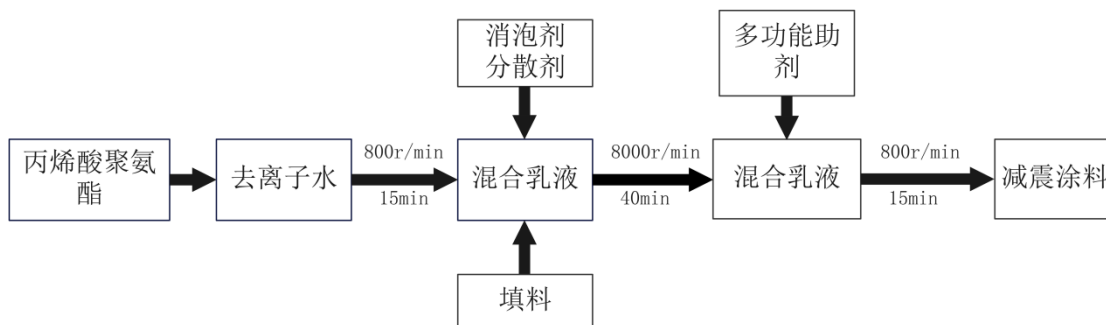 消泡剂
分散剂
多功能助
剂
丙烯酸聚氨
酯
去离子水
800r/min
15min
混合乳液
8000r/min
40min
混合乳液
800r/min
15min
减震涂料
填料